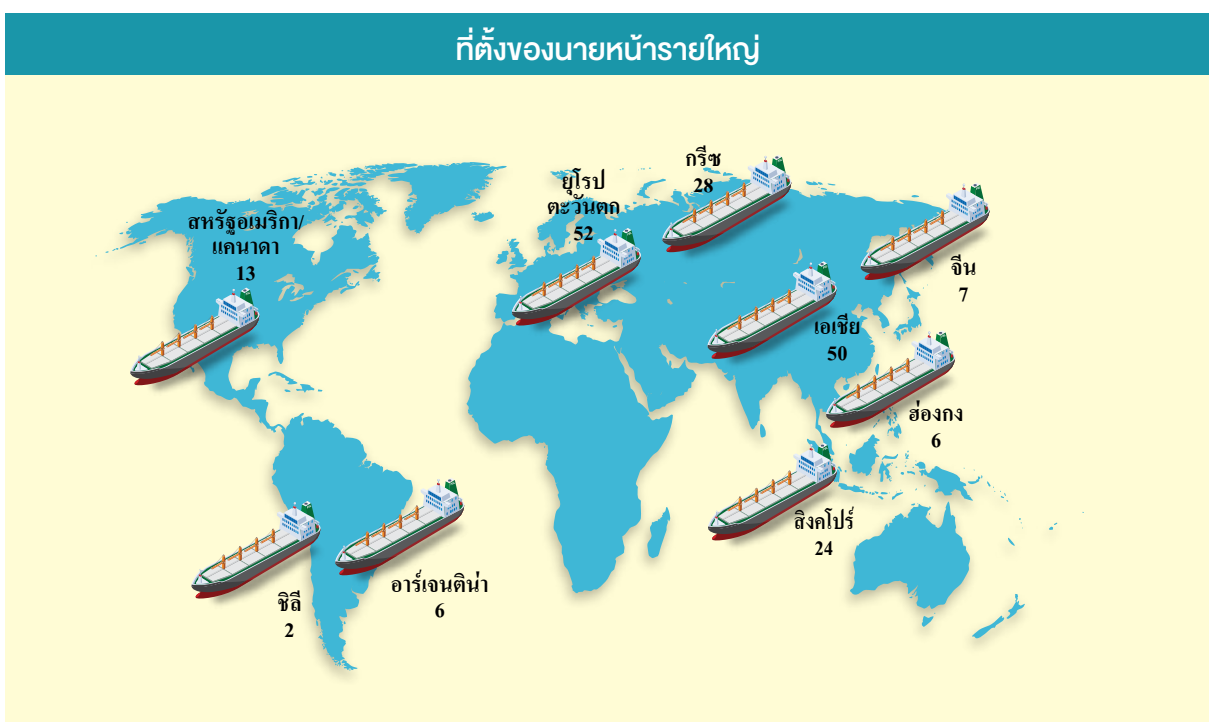 ที่ตั้งของนายหน้ารายใหญ่
กรีซ
28
ยุโรป
ตะวันตก
52
สหรัฐอเมริกา/
แคนาดา
13
จีน
7
เอเชีย
50
ฮ่องกง
6
สิงคโปร์
24
อาร์เจนติน่า
6
ชิลี
2